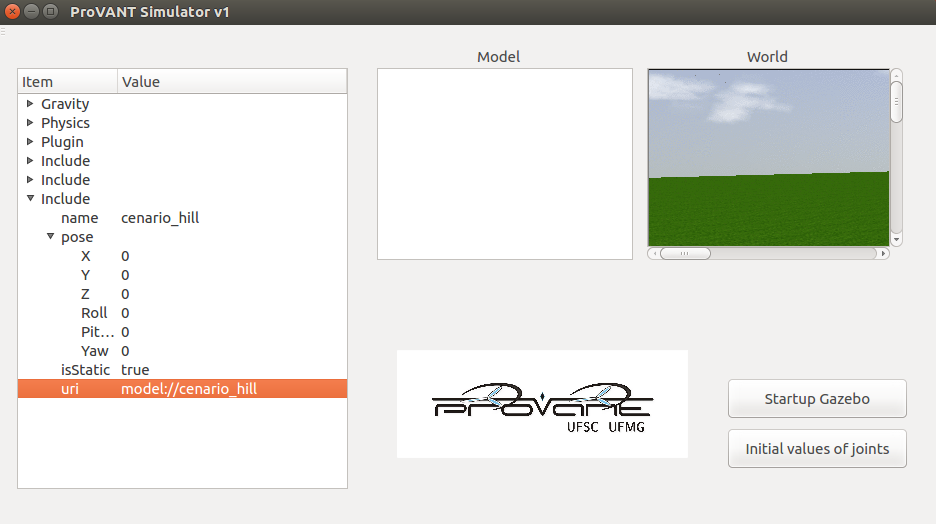 ProVANT Simulator v1
Item Value
Gravity
Physics
Plugin
Include
Include
Include
name cenario_hill
pose
X 0
Y 0
Z 0
Roll 0
Pit... 0
Yaw 0
isStatic true
uri model://cenario_hill
Model
World
PROVANT
UFSC UFMG
Startup Gazebo
Initial values of joints